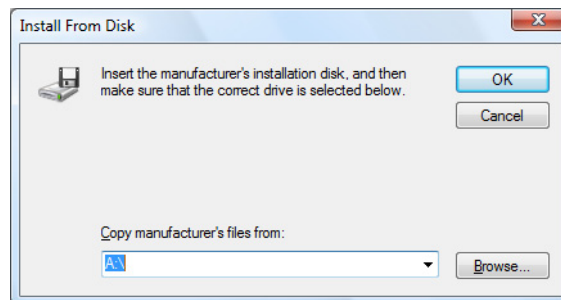 Install From Disk
Insert the manufacturer's installation disk, and then
make sure that the correct drive is selected below.
OK
Cancel
Copy manufacturer's files from:
A:\
Browse...